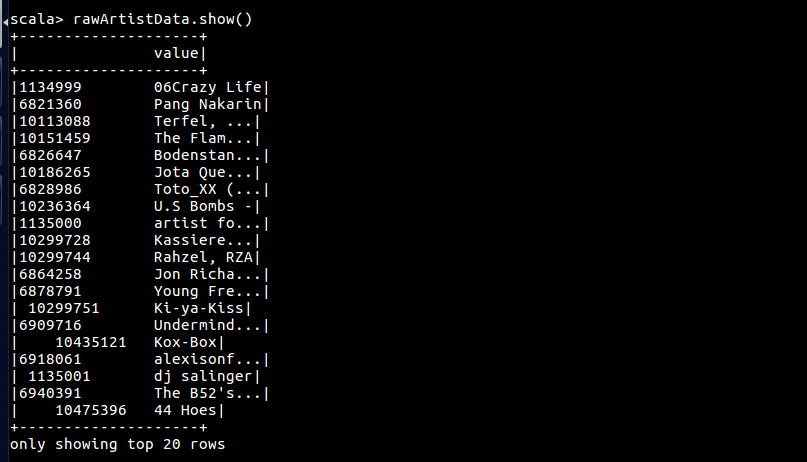 scala> rawArtistData.show()
+--------------------+
|               value|
+--------------------+
|1134999        06Crazy Life|
|6821360        Pang Nakarin|
|10113088       Terfel, ...|
|10151459       The Flam...|
|6826647        Bodenstan...|
|10186265       Jota Que...|
|6828986        Toto_XX (...|
|10236364       U.S Bombs -|
|1135000        artist fo...|
|10299728       Kassiere...|
|10299744       Rahzel, RZA|
|6864258        Jon Richa...|
|6878791        Young Fre...|
| 10299751      Ki-ya-Kiss|
|6909716        Undermind...|
|    10435121   Kox-Box|
|6918061        alexisonf...|
| 1135001       dj salinger|
|6940391        The B52's...|
|    10475396   44 Hoes|
+--------------------+
only showing top 20 rows